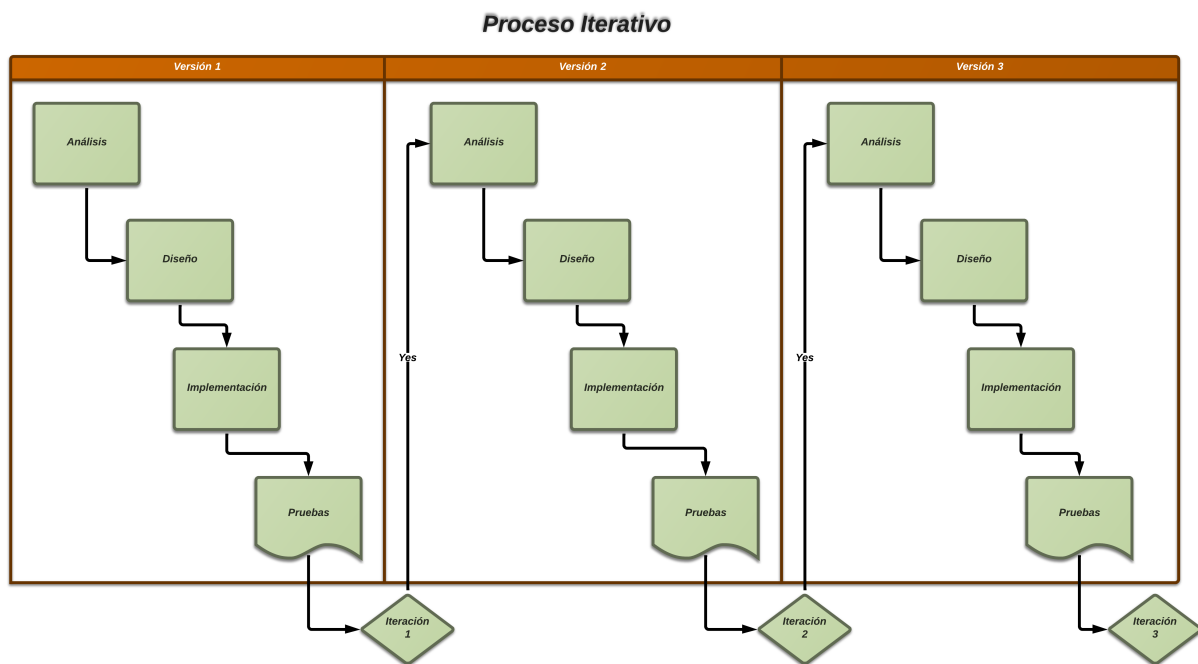 Proceso Iterativo
Versión 1
Versión 2
Versión 3
Análisis
Análisis
Análisis
Diseño
Diseño
Diseño
Yes
Yes
Implementación
Implementación
Implementación
Pruebas
Pruebas
Pruebas
Iteración
1
Iteración
2
Iteración
3